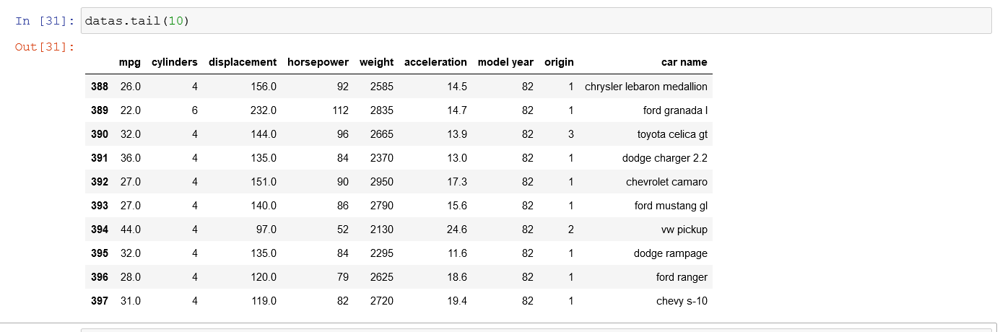 In [31]: datas.tail(10)
Out[31]:
mpg cylinders displacement horsepower weight acceleration model year origin car name
388 26.0 4 156.0 92 2585 14.5 82 1 chrysler lebaron medallion
389 22.0 6 232.0 112 2835 14.7 82 1 ford granada l
390 32.0 4 144.0 96 2665 13.9 82 3 toyota celica gt
391 36.0 4 135.0 84 2370 13.0 82 1 dodge charger 2.2
392 27.0 4 151.0 90 2950 17.3 82 1 chevrolet camaro
393 27.0 4 140.0 86 2790 15.6 82 1 ford mustang gl
394 44.0 4 97.0 52 2130 24.6 82 2 vw pickup
395 32.0 4 135.0 84 2295 11.6 82 1 dodge rampage
396 28.0 4 120.0 79 2625 18.6 82 1 ford ranger
397 31.0 4 119.0 82 2720 19.4 82 1 chevy s-10